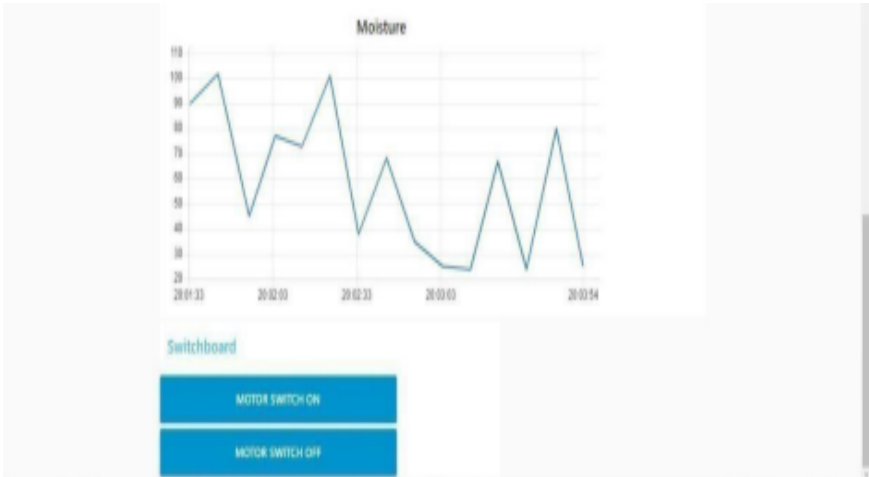 Moisture
110
100
90
80
70
60
50
40
30
20
20:01:33 20:02:03 20:02:33 20:03:03 20:03:54
Switchboard
MOTOR SWITCH ON
MOTOR SWITCH OFF